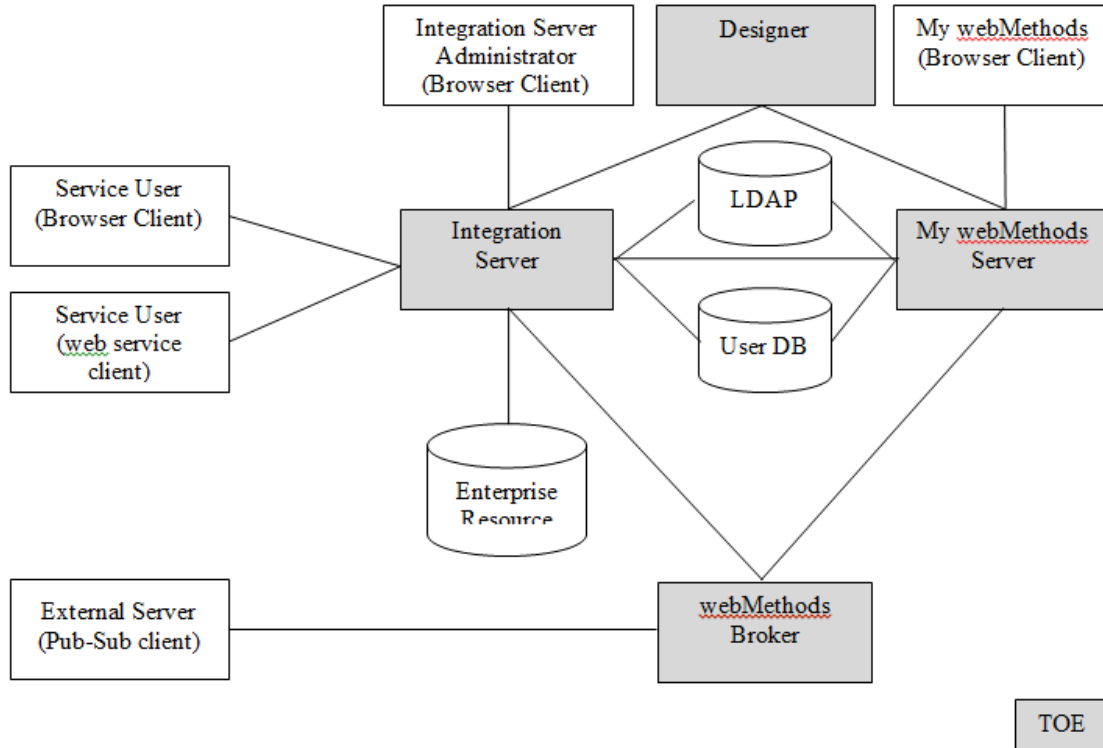 Integration Server
Administrator
(Browser Client)
Designer
My webMethods
(Browser Client)
Service User
(Browser Client)
Integration
Server
LDAP
My webMethods
Server
Service User
(web service
client)
User DB
Enterprise
Resource
External Server
(Pub-Sub client)
webMethods
Broker
TOE